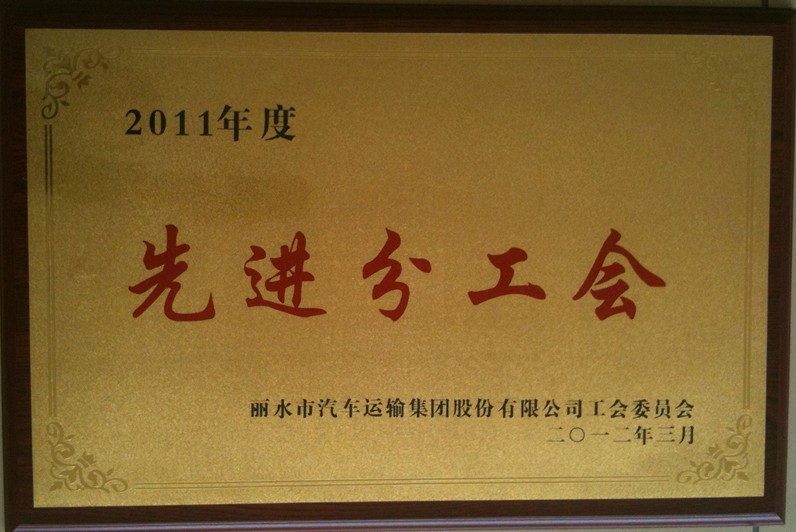 2011年度
先进分工会
丽水市汽车运输集团股份有限公司工会委员会
二〇一二年三月